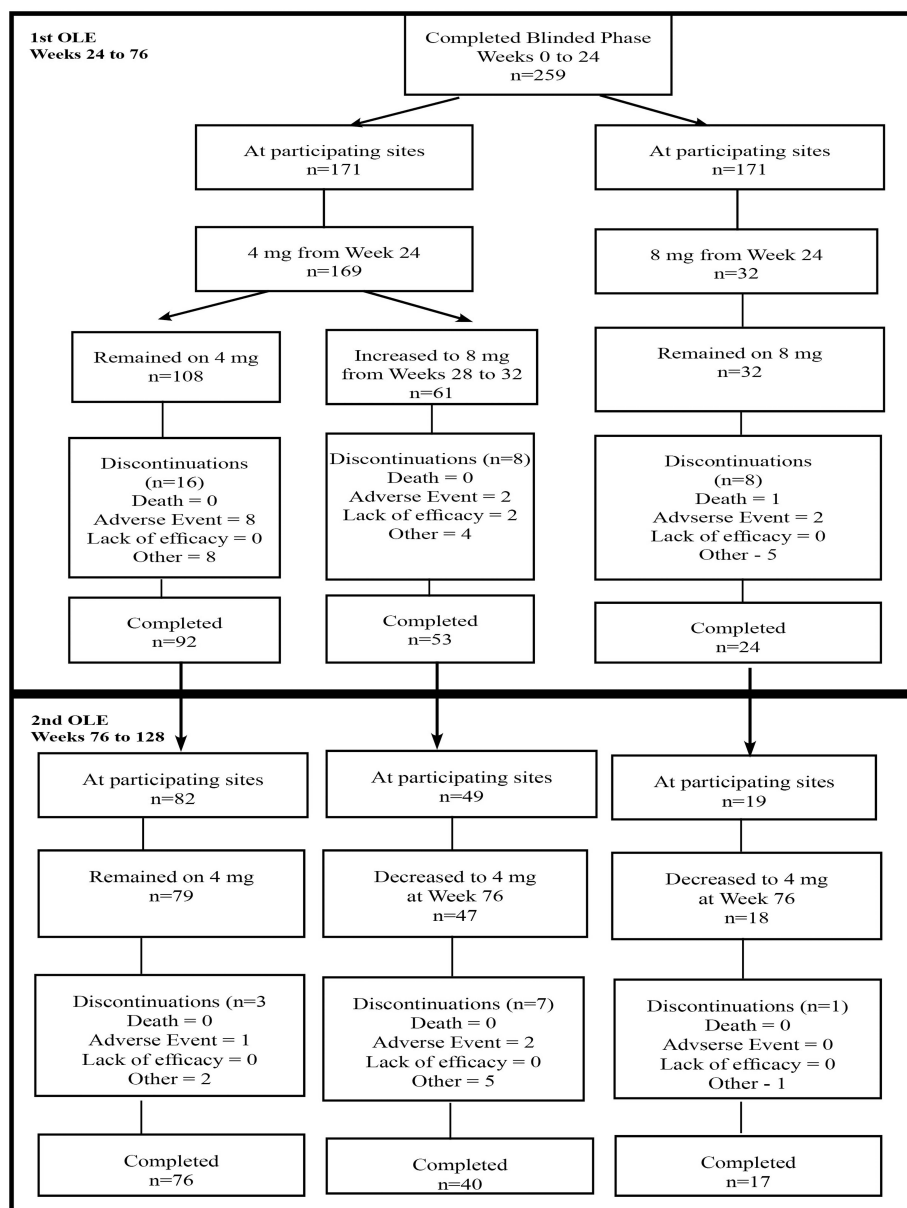 1st OLE
Weeks 24 to 76
Completed Blinded Phase
Weeks 0 to 24
n=259
At participating sites
n=171
At participating sites
n=171
4 mg from Week 24
n=169
8 mg from Week 24
n=32
Remained on 4 mg
n=108
Increased to 8 mg
from Weeks 28 to 32
n=61
Remained on 8 mg
n=32
Discontinuations
(n=16)
Death = 0
Adverse Event = 8
Lack of efficacy = 0
Other = 8
Discontinuations (n=8)
Death = 0
Adverse Event = 2
Lack of efficacy = 2
Other = 4
Discontinuations
(n=8)
Death = 1
Advserse Event = 2
Lack of efficacy = 0
Other - 5
Completed
n=92
Completed
n=53
Completed
n=24
2nd OLE
Weeks 76 to 128
At participating sites
n=82
At participating sites
n=49
At participating sites
n=19
Remained on 4 mg
n=79
Decreased to 4 mg
at Week 76
n=47
Decreased to 4 mg
at Week 76
n=18
Discontinuations (n=3
Death = 0
Adverse Event = 1
Lack of efficacy = 0
Other = 2
Discontinuations (n=7)
Death = 0
Adverse Event = 2
Lack of efficacy = 0
Other = 5
Discontinuations (n=1)
Death = 0
Advserse Event = 0
Lack of efficacy = 0
Other - 1
Completed
n=76
Completed
n=40
Completed
n=17